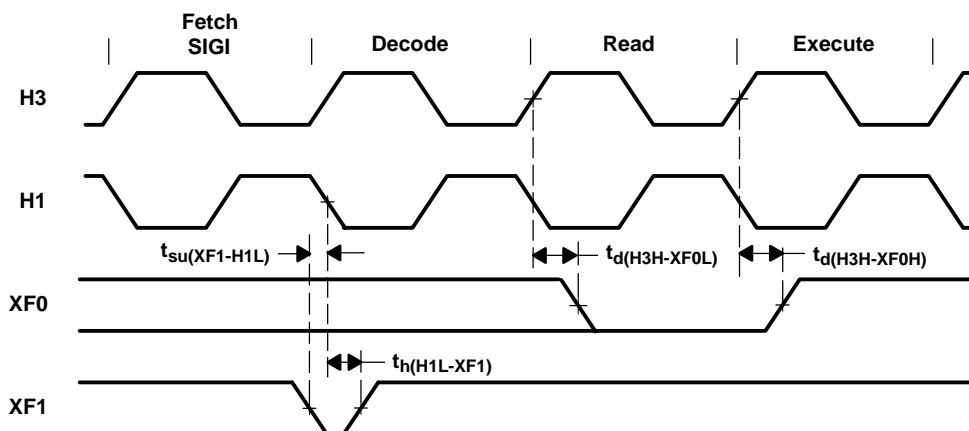 Fetch
SIGI
Decode
Read
Execute
H3
H1
tsu(XF1-H1L)
td(H3H-XF0L)
td(H3H-XF0H)
XF0
th(H1L-XF1)
XF1